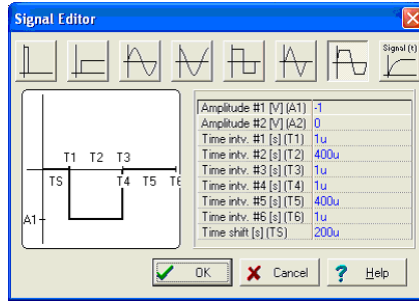 Signal Editor
Signal (t)
T1 T2 T3
TS T4 T5 T6
A1
Amplitude #1 [V] (A1) -1
Amplitude #2 [V] (A2) 0
Time intv. #1 [s] (T1) 1u
Time intv. #2 [s] (T2) 400u
Time intv. #3 [s] (T3) 1u
Time intv. #4 [s] (T4) 1u
Time intv. #5 [s] (T5) 400u
Time intv. #6 [s] (T6) 1u
Time shift [s] (TS) 200u
OK Cancel ? Help